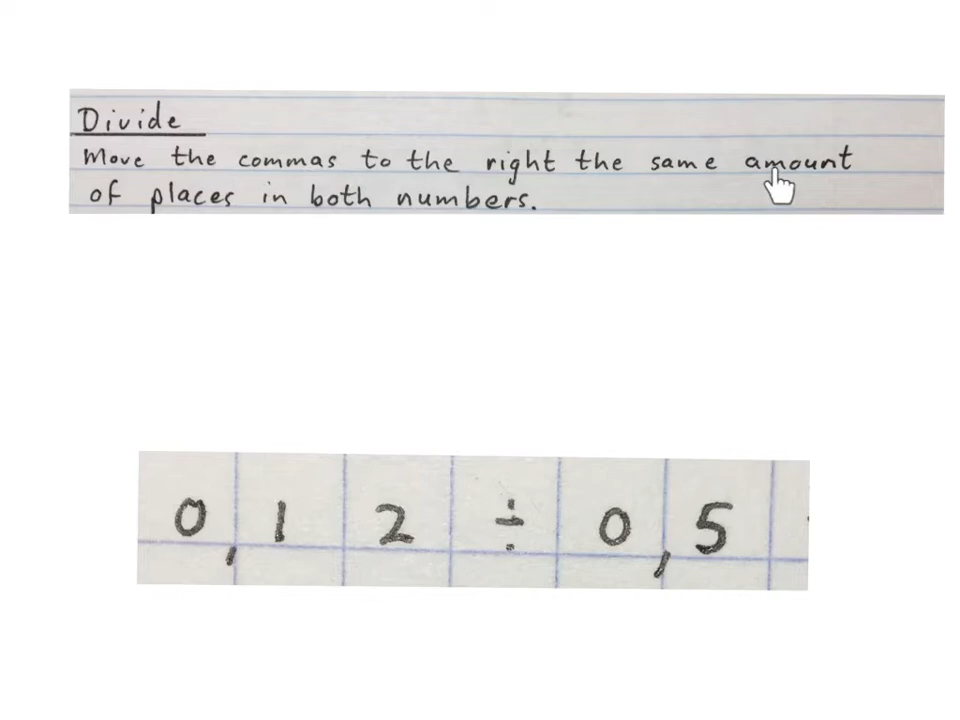 Divide
Move the commas to the right the same amount
of places in both numbers.
0,12 ÷ 0,5